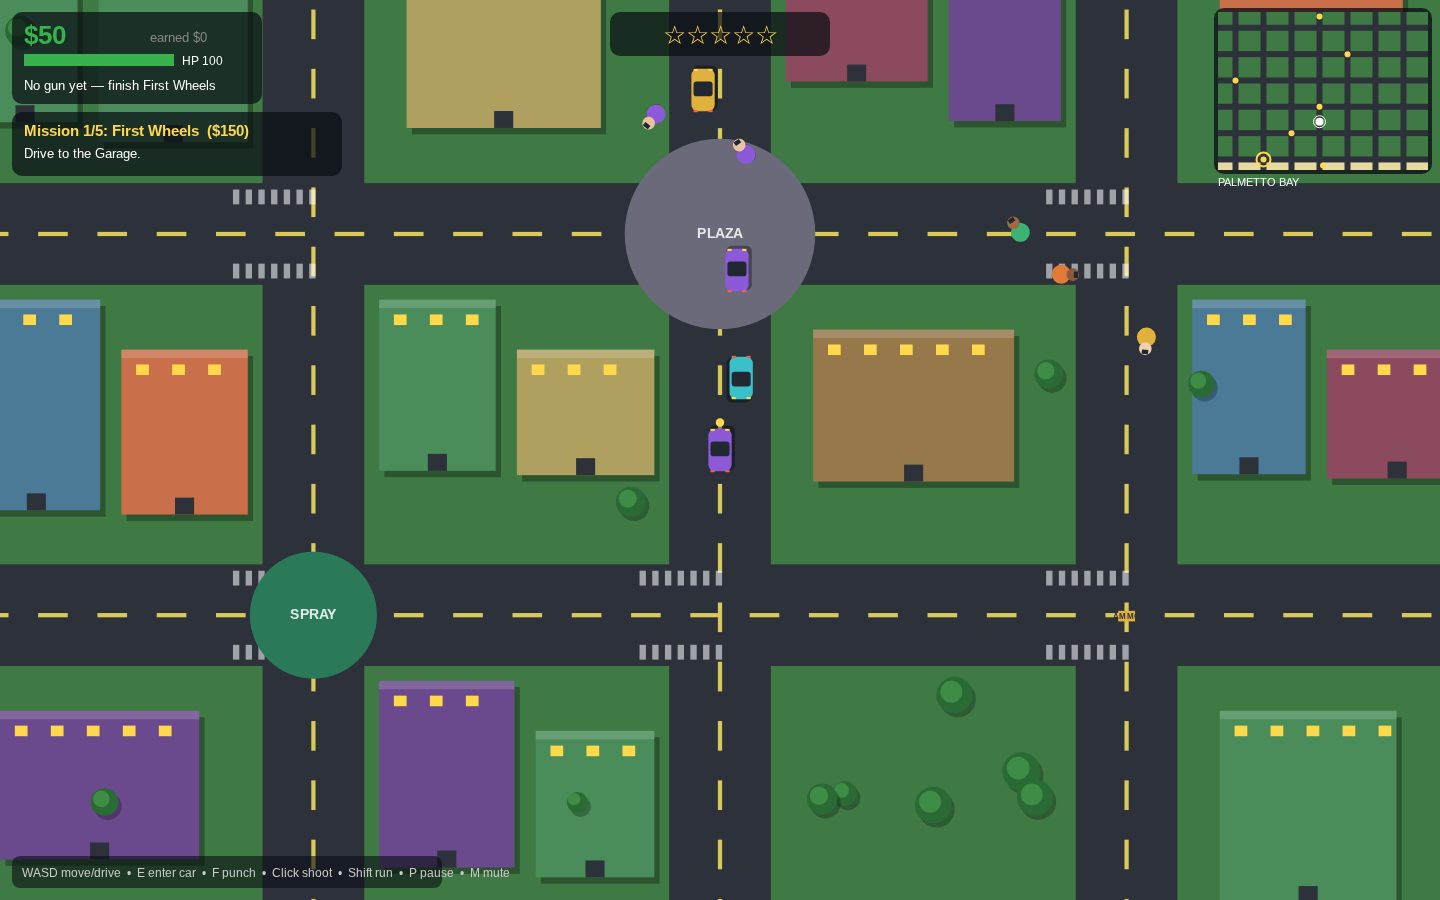 $50
earned $0
HP 100
No gun yet — finish First Wheels
Mission 1/5: First Wheels ($150)
Drive to the Garage.
☆☆☆☆☆
PALMETTO BAY
PLAZA
SPRAY
WASD move/drive • E enter car • F punch • Click shoot • Shift run • P pause • M mute